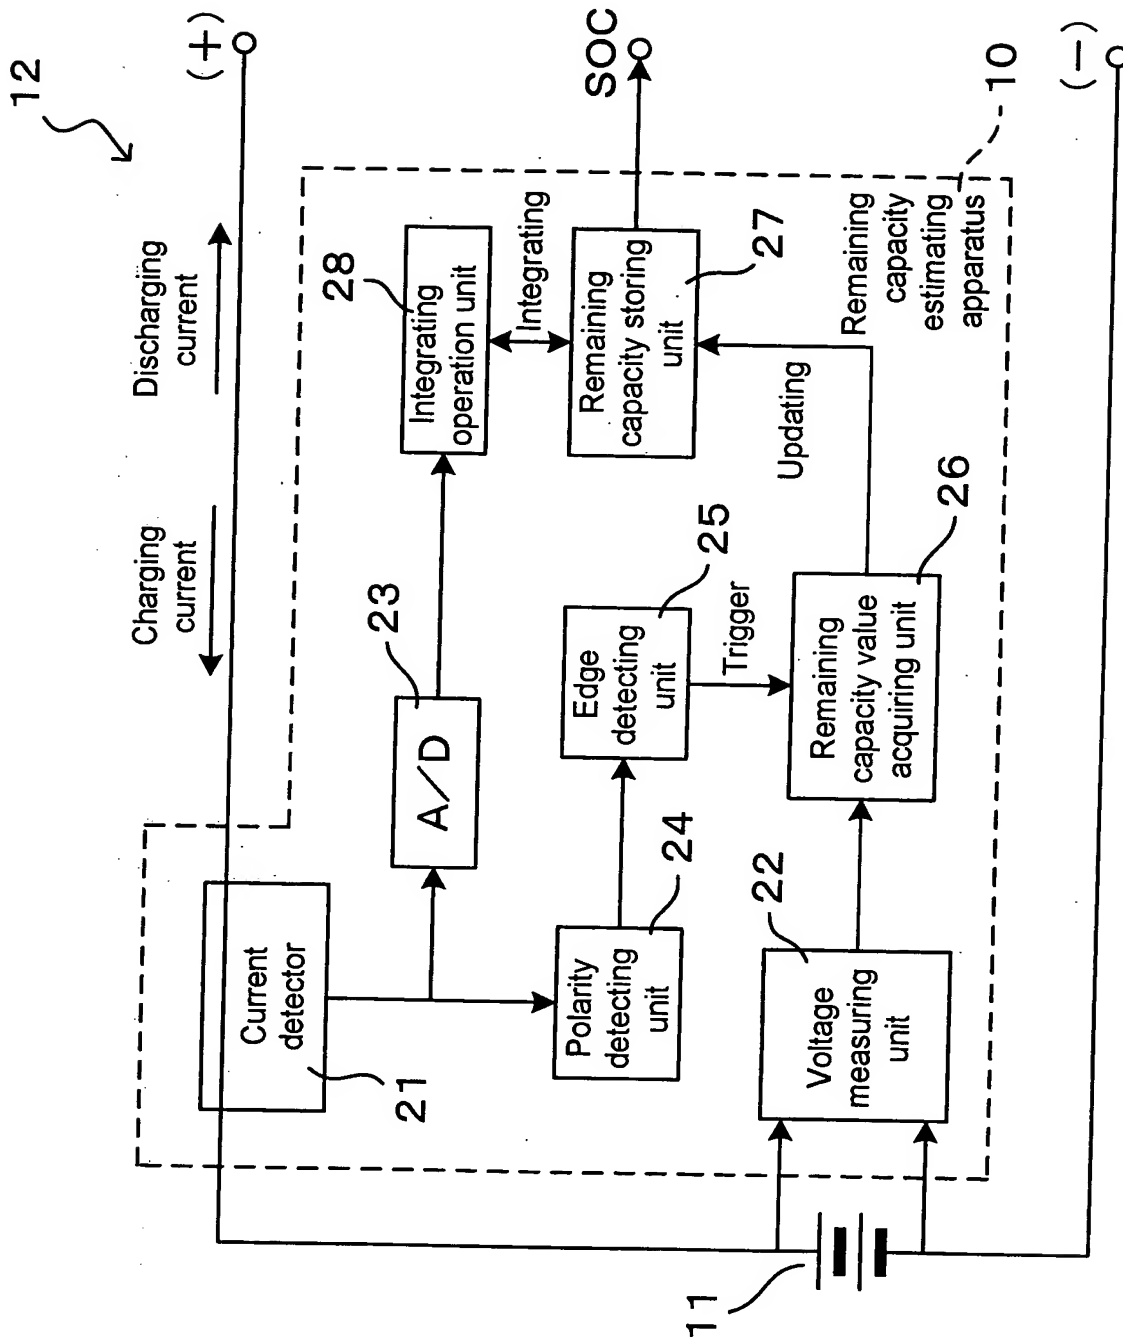 12
(+)
Charging
current
Discharging
current
Current
detector
21
A/D
23
Integrating
operation unit
28
Integrating
Polarity
detecting
unit
24
Edge
detecting
unit
25
Trigger
Remaining
capacity storing
unit
27
SOC
Voltage
measuring
unit
22
Remaining
capacity value
acquiring unit
26
Updating
Remaining
capacity
estimating
apparatus
10
11
(-)